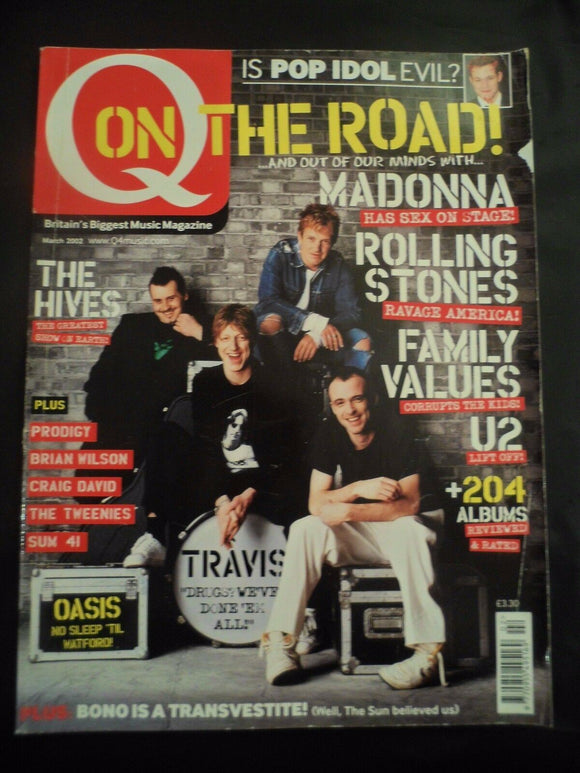 IS POP IDOL EVIL?
Q
ON THE ROAD!
...AND OUT OF OUR MINDS WITH...
MADONNA
HAS SEX ON STAGE!
Britain's Biggest Music Magazine
March 2002 www.Q4music.com
ROLLING
STONES
RAVAGE AMERICA!
THE
HIVES
THE GREATEST
SHOW ON EARTH!
FAMILY
VALUES
CORRUPTS THE KIDS!
U2
LIFT OFF!
+204
ALBUMS
REVIEWED
& RATED
PLUS
PRODIGY
BRIAN WILSON
CRAIG DAVID
THE TWEENIES
SUM 41
TRAVIS
"DRUGS? WE'VE
DONE 'EM
ALL!"
OASIS
NO SLEEP 'TIL
WATFORD!
£3.30
PLUS: BONO IS A TRANSVESTITE! (Well, The Sun believed us)